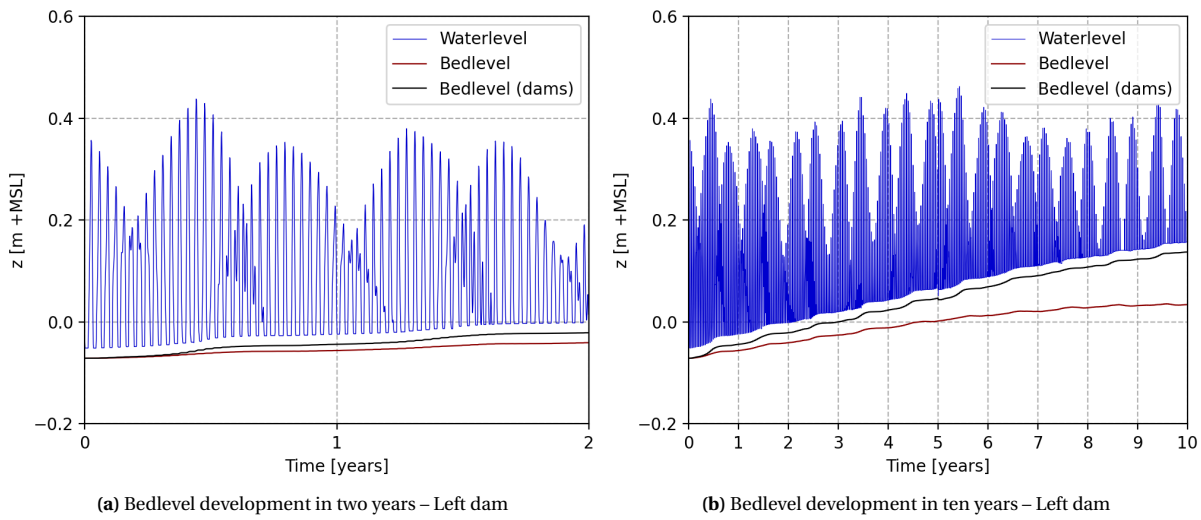 0.6
0.4
0.2
0.0
−0.2
z [m +MSL]
Waterlevel
Bedlevel
Bedlevel (dams)
0 1 2
Time [years]
(a) Bedlevel development in two years – Left dam
0.6
0.4
0.2
0.0
−0.2
z [m +MSL]
Waterlevel
Bedlevel
Bedlevel (dams)
0 1 2 3 4 5 6 7 8 9 10
Time [years]
(b) Bedlevel development in ten years – Left dam